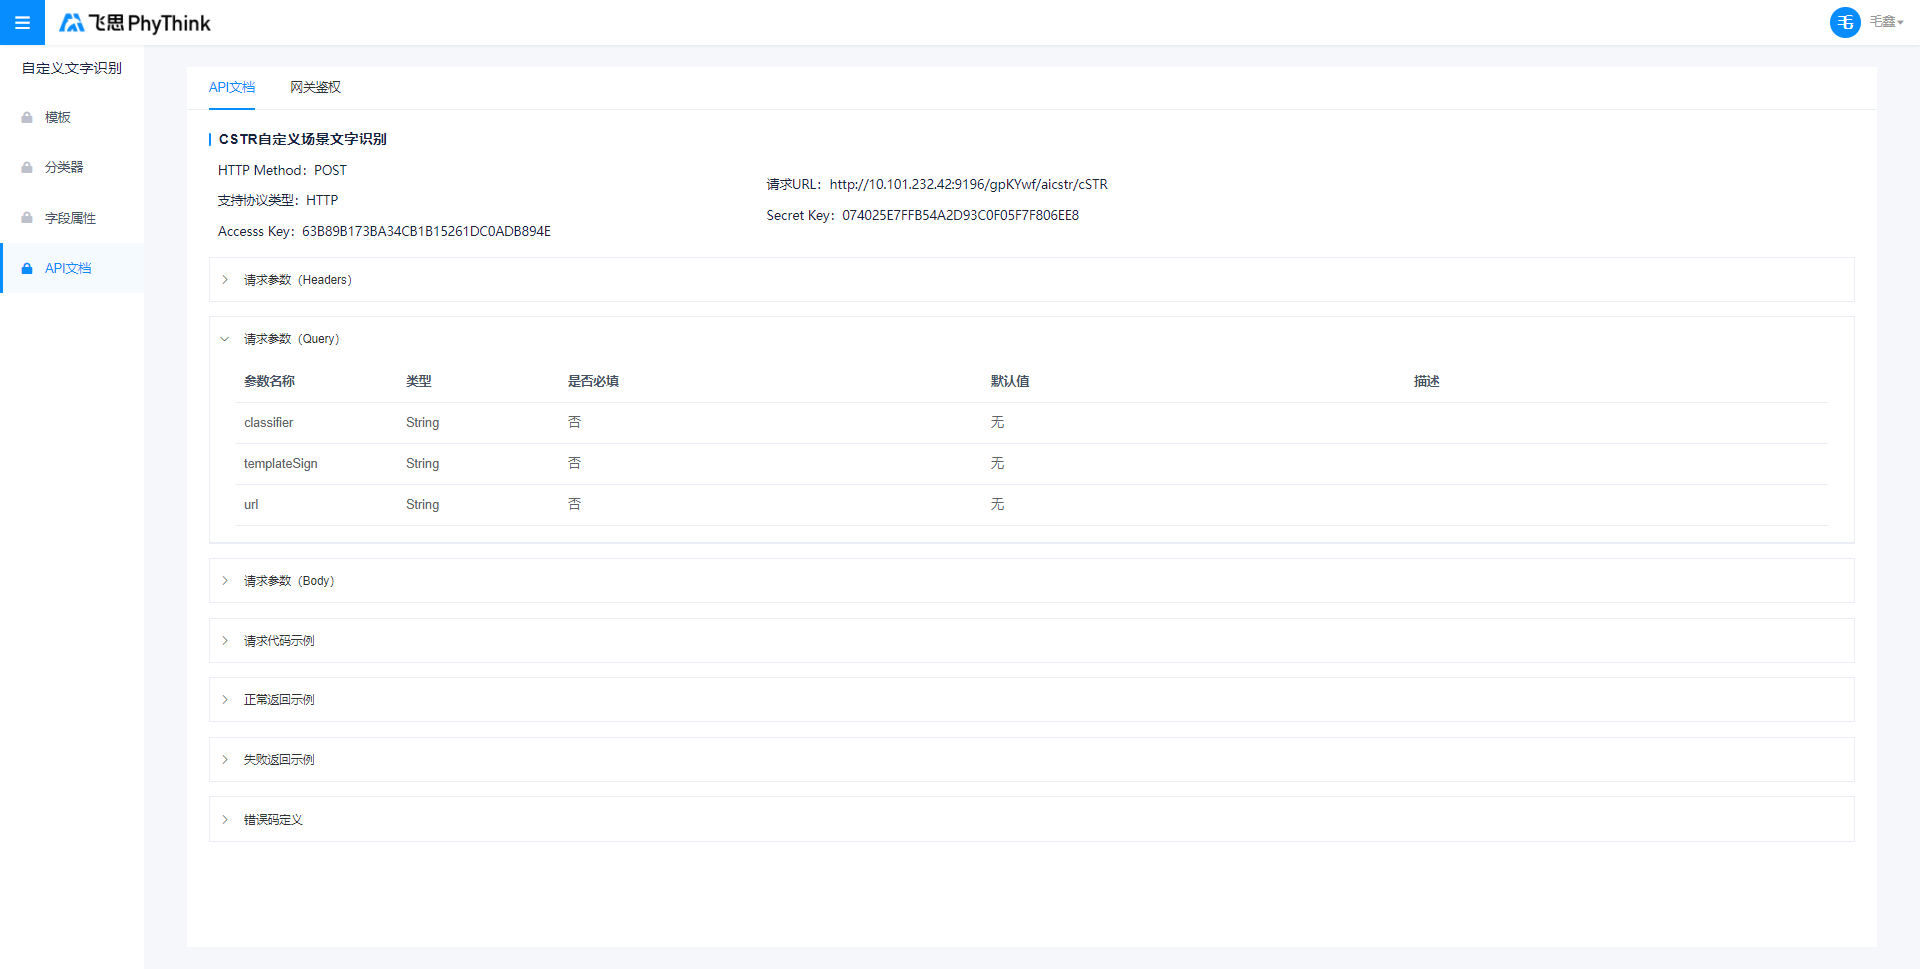 飞思 PhyThink
毛
毛鑫
自定义文字识别
模板
分类器
字段属性
API文档
API文档
网关鉴权
CSTR自定义场景文字识别
HTTP Method: POST
支持协议类型: HTTP
Accesss Key: 63B89B173BA34CB1B15261DC0ADB894E
请求URL: http://10.101.232.42:9196/gpKYwf/aicstr/cSTR
Secret Key: 074025E7FFB54A2D93C0F05F7F806EE8
请求参数（Headers）
请求参数（Query）
参数名称 类型 是否必填 默认值 描述
classifier String 否 无
templateSign String 否 无
url String 否 无
请求参数（Body）
请求代码示例
正常返回示例
失败返回示例
错误码定义